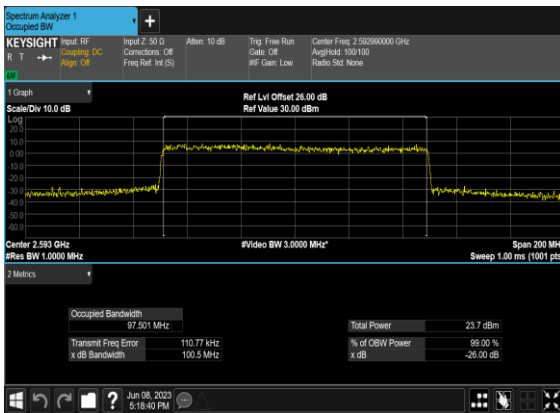 Spectrum Analyzer 1
Occupied BW
+
KEYSIGHT Input: RF Input Z: 50 Ω Atten: 10 dB Trig: Free Run Center Freq: 2.592990000 GHz
R T Coupling: DC Corrections: Off Gate: Off Avg|Hold: 100/100
Align: Off Freq Ref: Int (S) #IF Gain: Low Radio Std: None
LV
1 Graph Ref Lvl Offset 26.00 dB
Scale/Div 10.0 dB Ref Value 30.00 dBm
Log
20.0
10.0
0.00
-10.0
-20.0
-30.0
-40.0
-50.0
-60.0
Center 2.593 GHz #Video BW 3.0000 MHz* Span 200 MH
#Res BW 1.0000 MHz Sweep 1.00 ms (1001 pts
2 Metrics
Occupied Bandwidth
97.501 MHz Total Power 23.7 dBm
Transmit Freq Error 110.77 kHz % of OBW Power 99.00 %
x dB Bandwidth 100.5 MHz x dB -26.00 dB
? Jun 08, 2023
5:18:40 PM